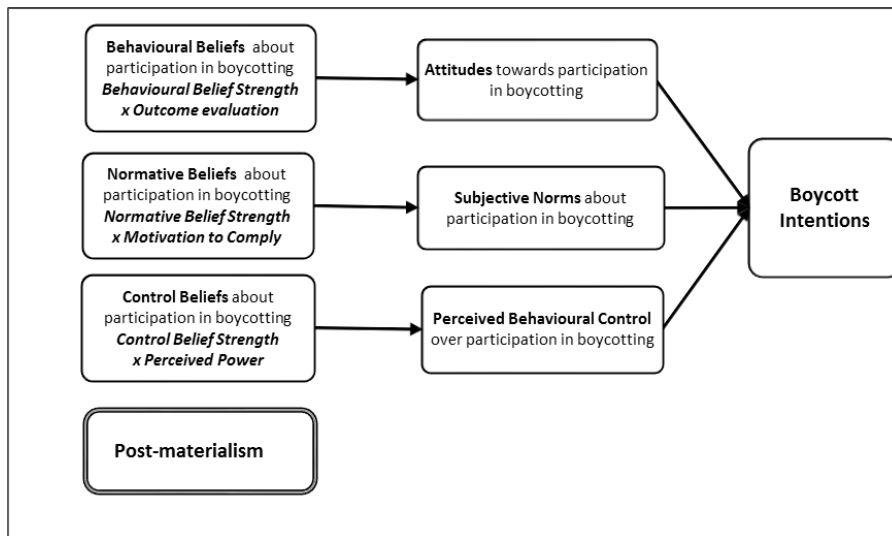 Behavioural Beliefs about
participation in boycotting
Behavioural Belief Strength
x Outcome evaluation
Attitudes towards participation
in boycotting
Normative Beliefs about
participation in boycotting
Normative Belief Strength
x Motivation to Comply
Subjective Norms about
participation in boycotting
Boycott
Intentions
Control Beliefs about
participation in boycotting
Control Belief Strength
x Perceived Power
Perceived Behavioural Control
over participation in boycotting
Post-materialism